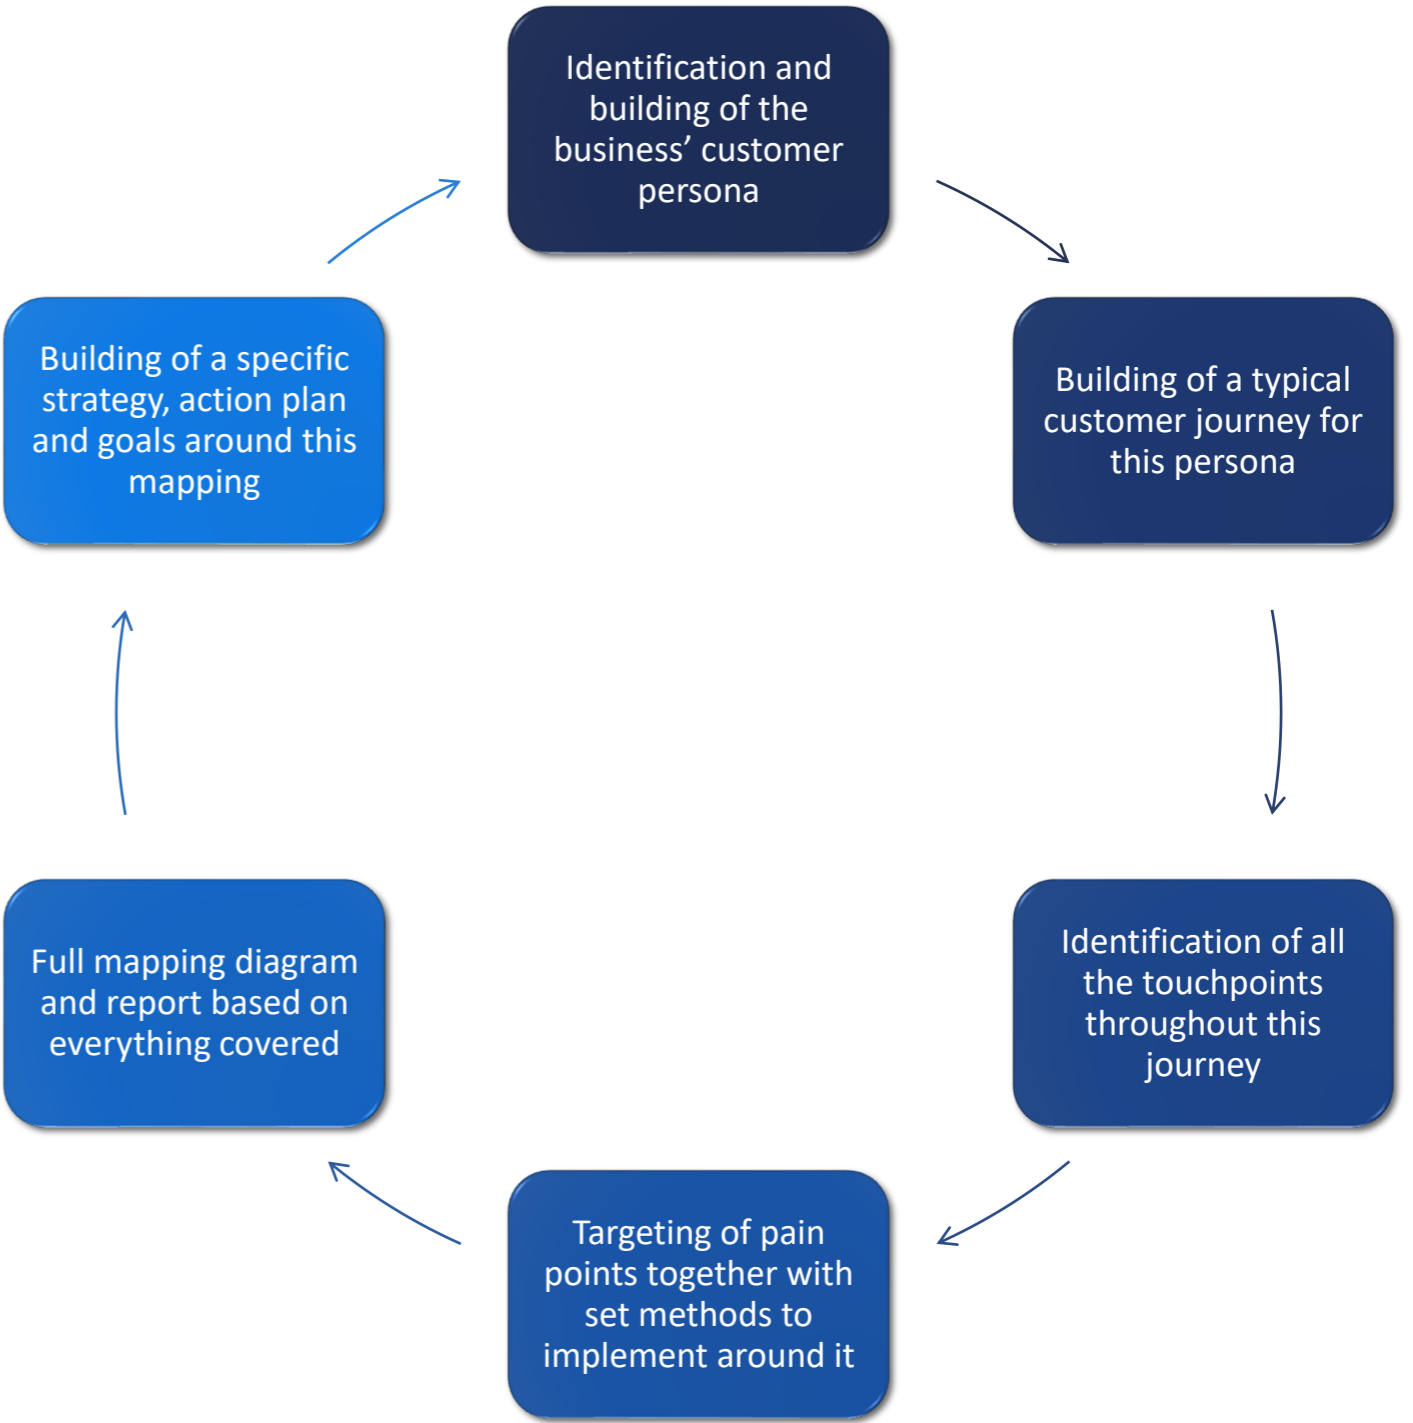 Identification and
building of the
business’ customer
persona
Building of a typical
customer journey for
this persona
Identification of all
the touchpoints
throughout this
journey
Targeting of pain
points together with
set methods to
implement around it
Full mapping diagram
and report based on
everything covered
Building of a specific
strategy, action plan
and goals around this
mapping